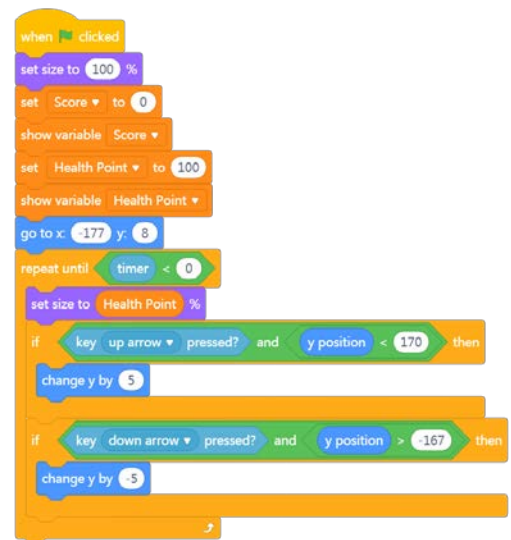 when clicked
set size to 100 %
set Score ▾ to 0
show variable Score ▾
set Health Point ▾ to 100
show variable Health Point ▾
go to x: -177 y: 8
repeat until timer < 0
set size to Health Point %
if key up arrow ▾ pressed? and y position < 170 then
change y by 5
if key down arrow ▾ pressed? and y position > -167 then
change y by -5